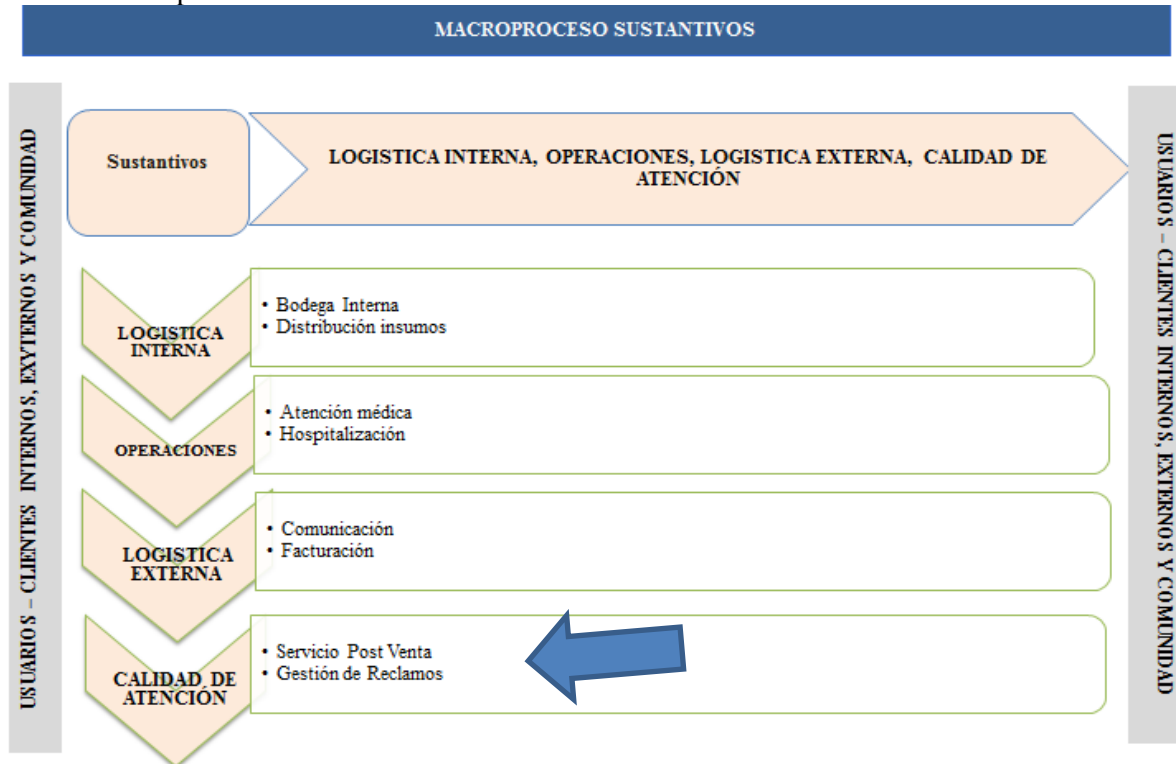 MACROPROCESO SUSTANTIVOS
USUARIOS – CLIENTES INTERNOS, EXYTERNOS Y COMUNIDAD
Sustantivos
LOGISTICA INTERNA, OPERACIONES, LOGISTICA EXTERNA, CALIDAD DE
ATENCIÓN
LOGISTICA
INTERNA
• Bodega Interna
• Distribución insumos
OPERACIONES
• Atención médica
• Hospitalización
LOGISTICA
EXTERNA
• Comunicación
• Facturación
CALIDAD DE
ATENCIÓN
• Servicio Post Venta
• Gestión de Reclamos
USUARIOS – CLIENTES INTERNOS, EXTERNOS Y COMUNIDAD